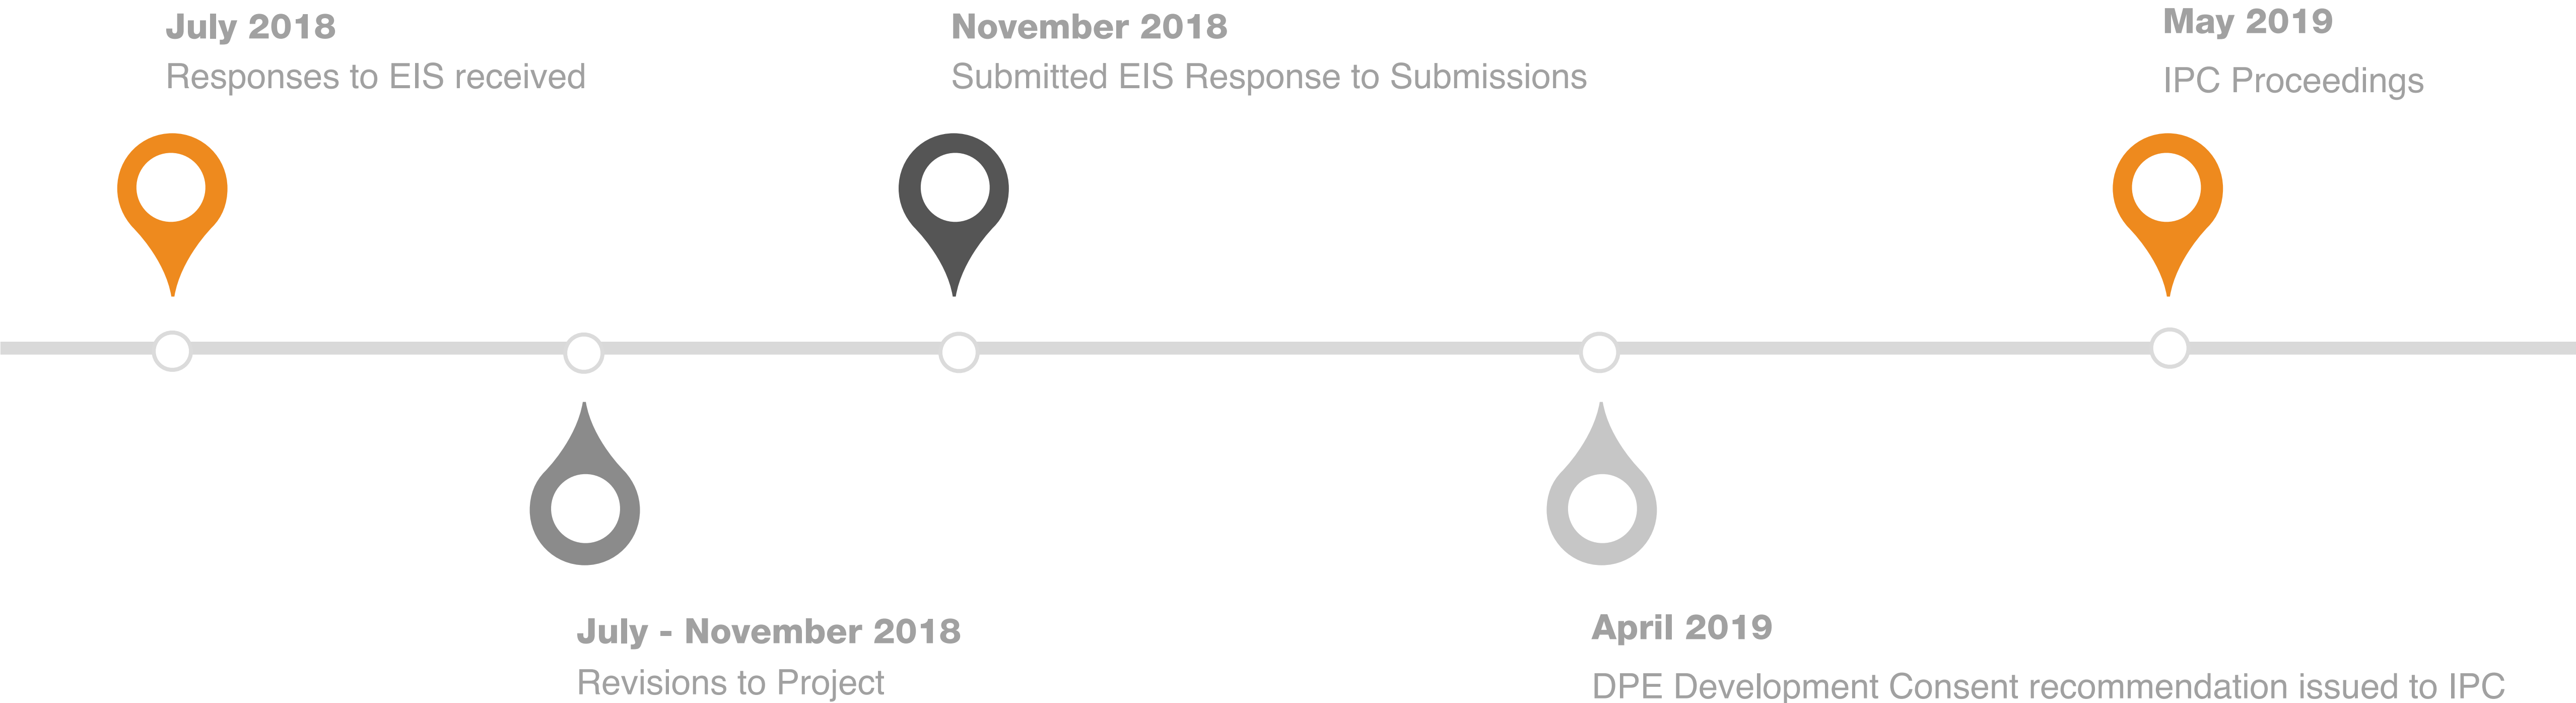 July 2018
Responses to EIS received
November 2018
Submitted EIS Response to Submissions
May 2019
IPC Proceedings
July - November 2018
Revisions to Project
April 2019
DPE Development Consent recommendation issued to IPC